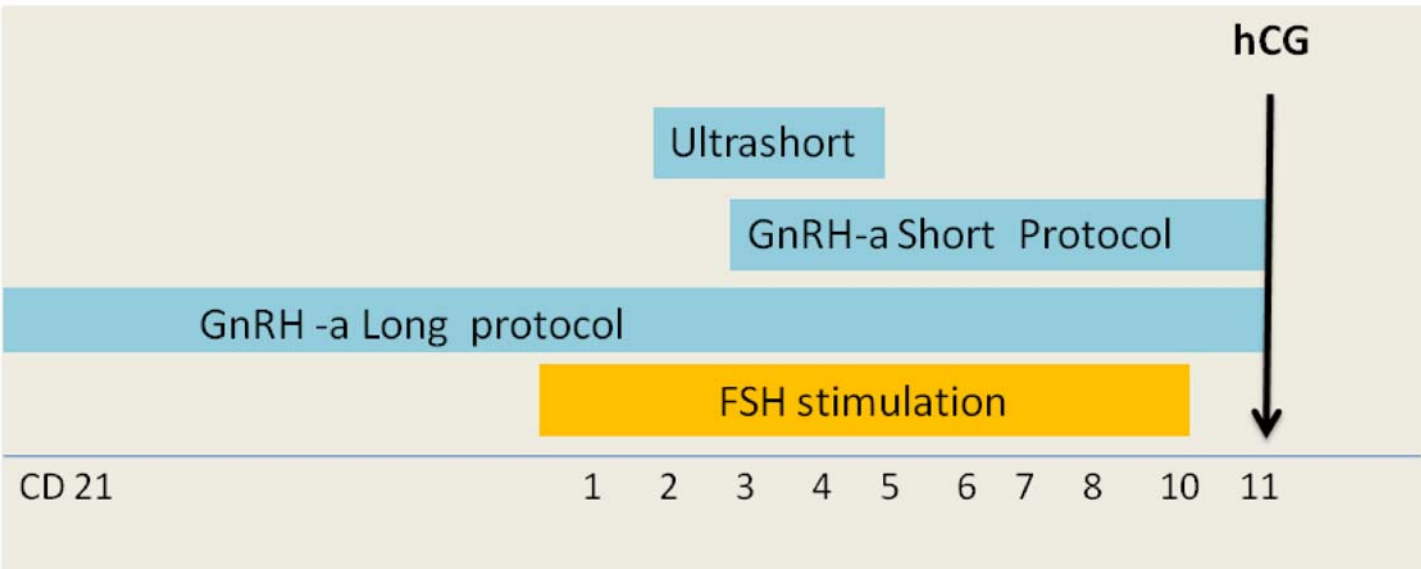 hCG
Ultrashort
GnRH-a Short Protocol
GnRH -a Long protocol
FSH stimulation
CD 21 1 2 3 4 5 6 7 8 10 11